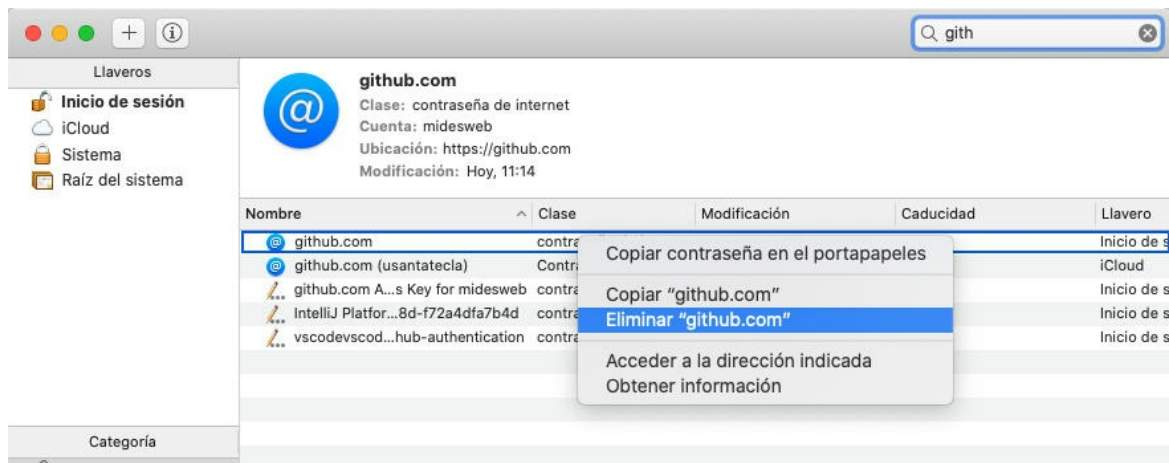 gith
Llaveros
Inicio de sesión
iCloud
Sistema
Raíz del sistema
github.com
Clase: contraseña de internet
Cuenta: midesweb
Ubicación: https://github.com
Modificación: Hoy, 11:14
Nombre Clase Modificación Caducidad Llavero
github.com contra Inicio de s
github.com (usantatecla) Contra iCloud
github.com A...s Key for midesweb contra Inicio de s
IntelliJ Platfor...8d-f72a4dfa7b4d contra Inicio de s
vscodevscod...hub-authentication contra Inicio de s
Copiar contraseña en el portapapeles
Copiar “github.com”
Eliminar “github.com”
Acceder a la dirección indicada
Obtener información
Categoría